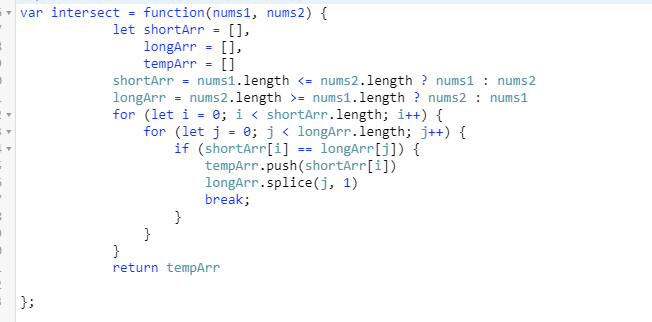 var intersect = function(nums1, nums2) {
let shortArr = [],
longArr = [],
tempArr = []
shortArr = nums1.length <= nums2.length ? nums1 : nums2
longArr = nums2.length >= nums1.length ? nums2 : nums1
for (let i = 0; i < shortArr.length; i++) {
for (let j = 0; j < longArr.length; j++) {
if (shortArr[i] == longArr[j]) {
tempArr.push(shortArr[i])
longArr.splice(j, 1)
break;
}
}
}
return tempArr
};